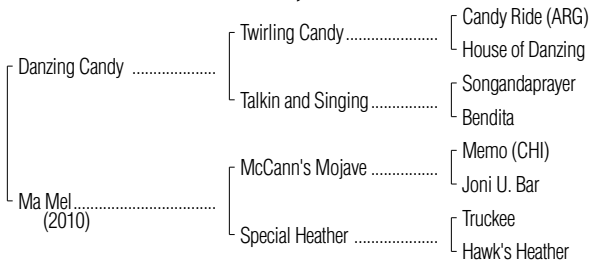 Candy Ride (ARG)
Twirling Candy....................
House of Danzing
Danzing Candy ....................
Songandaprayer
Talkin and Singing................
Bendita
Memo (CHI)
McCann's Mojave ................
Joni U. Bar
Ma Mel..................................
(2010)
Truckee
Special Heather ....................
Hawk's Heather